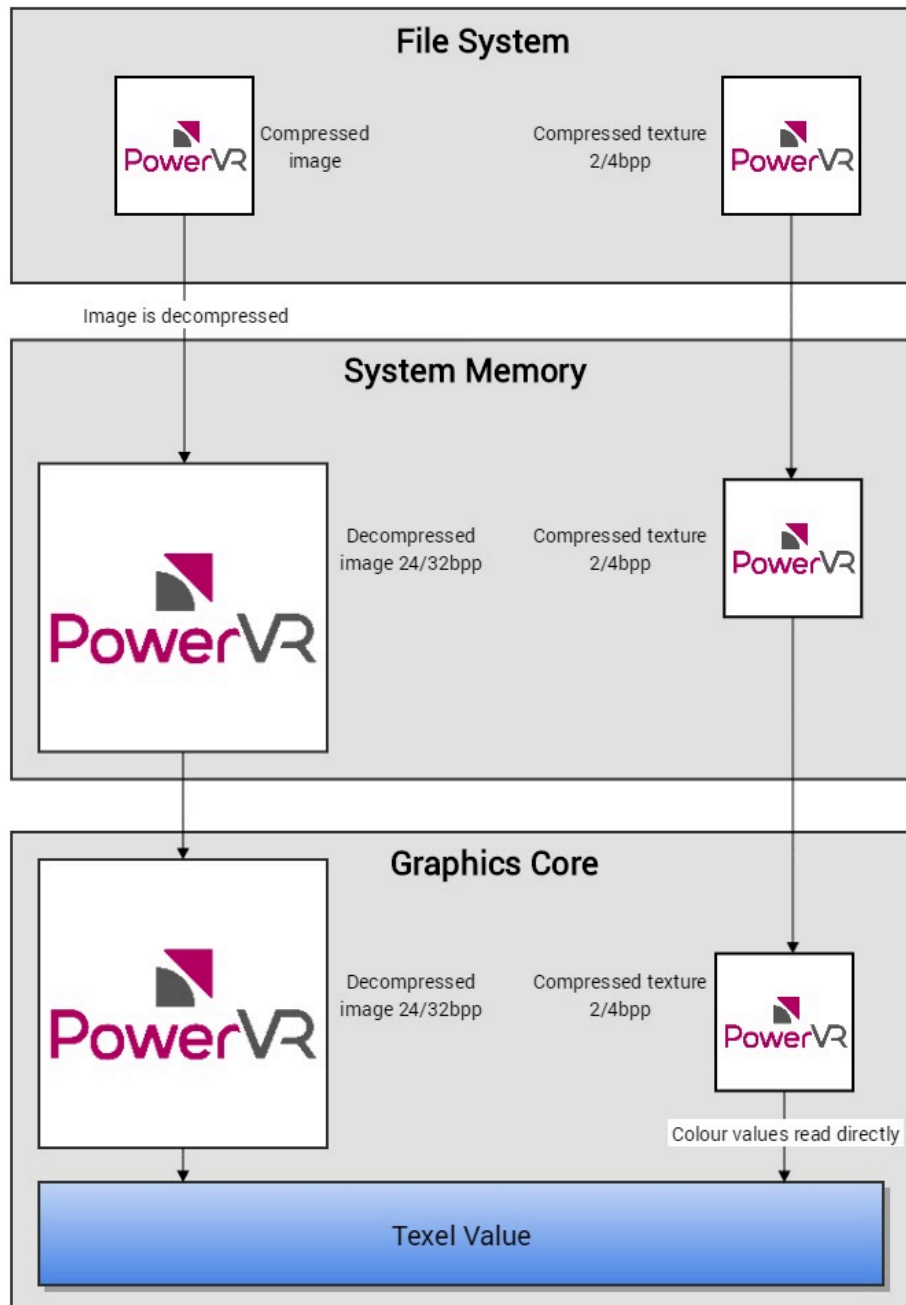 File System
PowerVR
Compressed
image
Compressed texture
2/4bpp
PowerVR
Image is decompressed
System Memory
PowerVR
Decompressed
image 24/32bpp
Compressed texture
2/4bpp
PowerVR
Graphics Core
PowerVR
Decompressed
image 24/32bpp
Compressed texture
2/4bpp
PowerVR
Colour values read directly
Texel Value